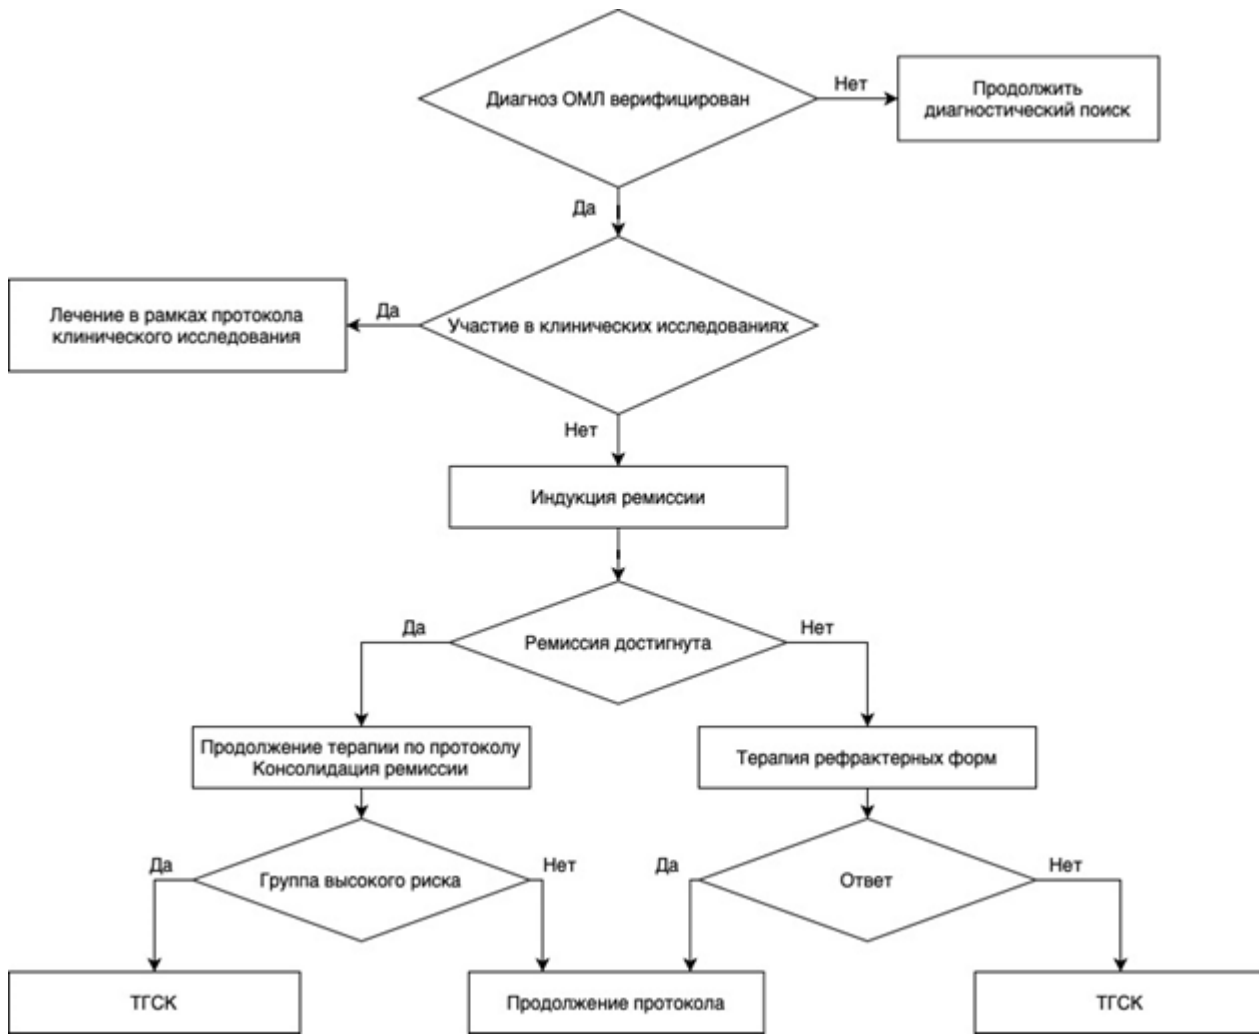 Диагноз ОМЛ верифицирован
Нет
Продолжить
диагностический поиск
Да
Лечение в рамках протокола
клинического исследования
Да
Участие в клинических исследованиях
Нет
Индукция ремиссии
Да
Ремиссия достигнута
Нет
Продолжение терапии по протоколу
Консолидация ремиссии
Терапия рефрактерных форм
Да
Группа высокого риска
Нет
Да
Ответ
Нет
ТГСК
Продолжение протокола
ТГСК